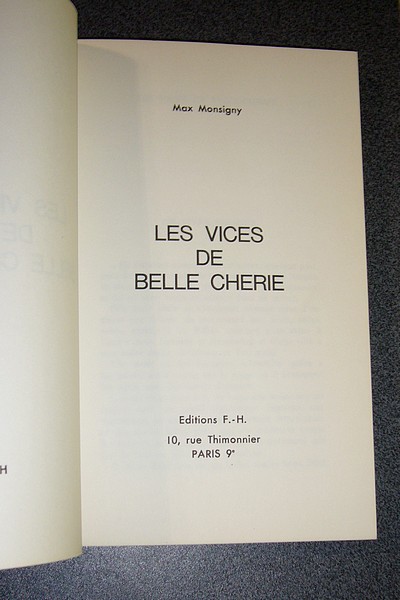 Max Monsigny
LES VICES
DE
BELLE CHERIE
Editions F.-H.
10, rue Thimonnier
PARIS 9e
H